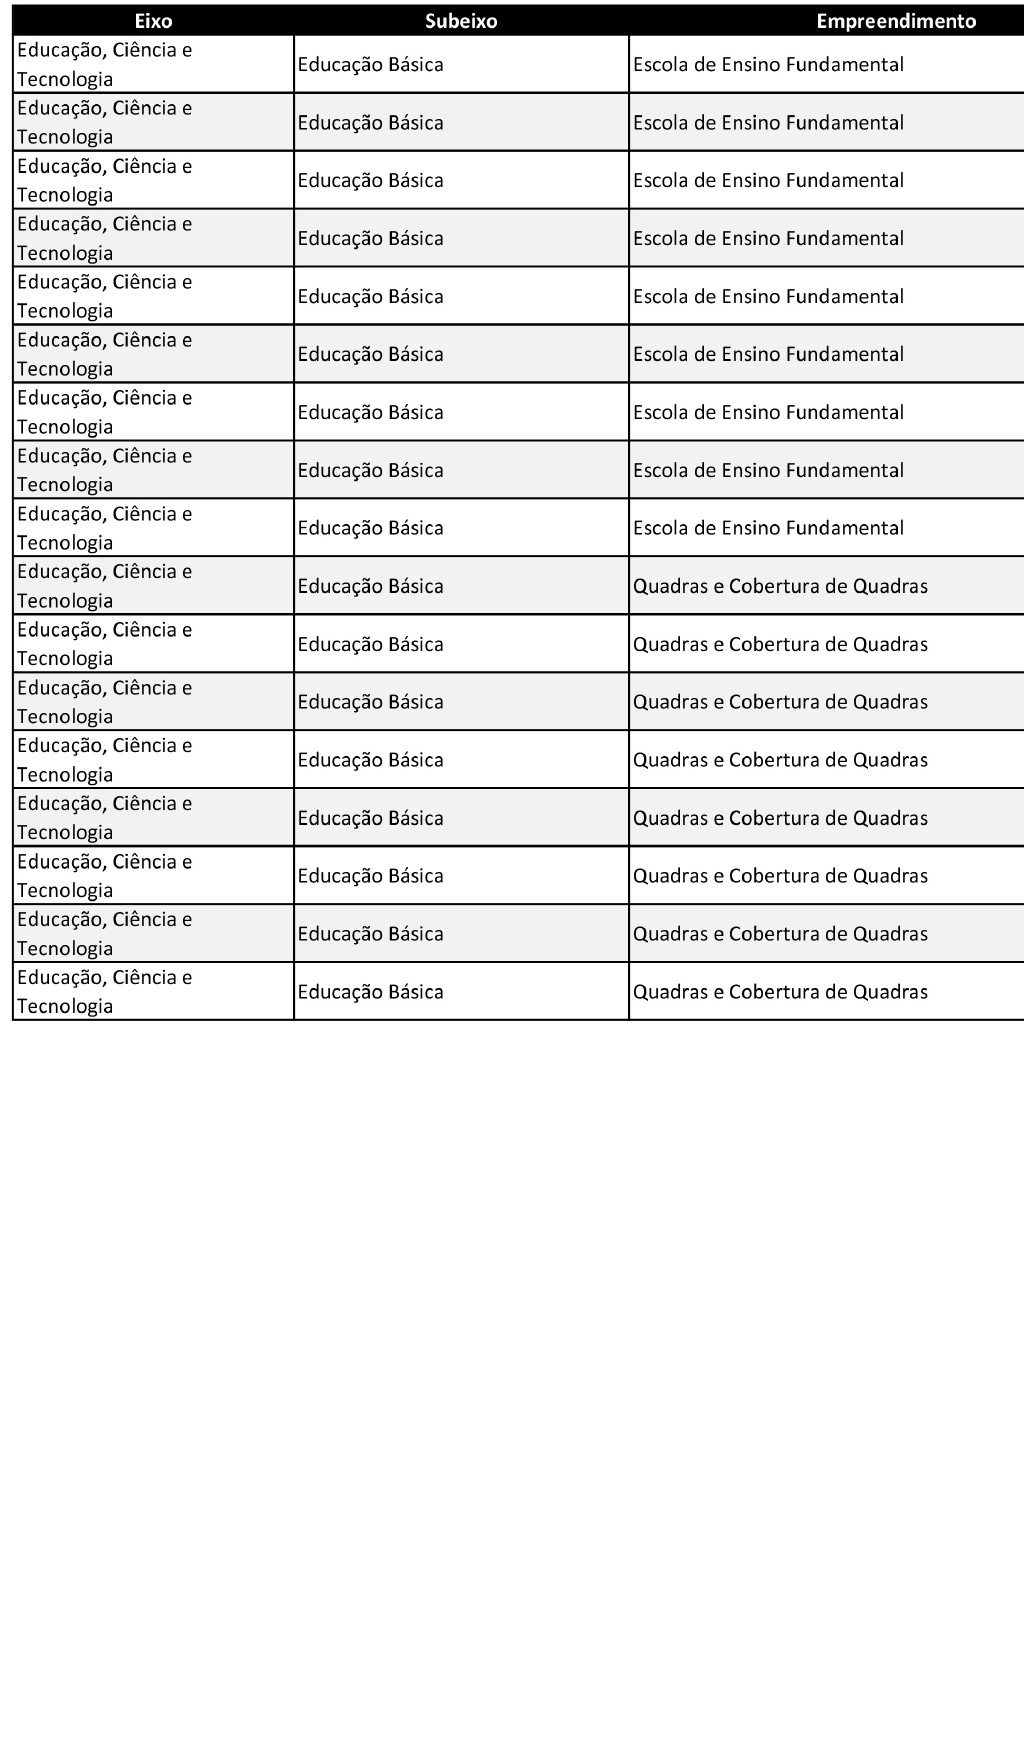 Eixo Subeixo Empreendimento
Educação, Ciência e
Tecnologia
Educação Básica
Escola de Ensino Fundamental
Educação, Ciência e
Tecnologia
Educação Básica
Escola de Ensino Fundamental
Educação, Ciência e
Tecnologia
Educação Básica
Escola de Ensino Fundamental
Educação, Ciência e
Tecnologia
Educação Básica
Escola de Ensino Fundamental
Educação, Ciência e
Tecnologia
Educação Básica
Escola de Ensino Fundamental
Educação, Ciência e
Tecnologia
Educação Básica
Escola de Ensino Fundamental
Educação, Ciência e
Tecnologia
Educação Básica
Escola de Ensino Fundamental
Educação, Ciência e
Tecnologia
Educação Básica
Escola de Ensino Fundamental
Educação, Ciência e
Tecnologia
Educação Básica
Escola de Ensino Fundamental
Educação, Ciência e
Tecnologia
Educação Básica
Quadras e Cobertura de Quadras
Educação, Ciência e
Tecnologia
Educação Básica
Quadras e Cobertura de Quadras
Educação, Ciência e
Tecnologia
Educação Básica
Quadras e Cobertura de Quadras
Educação, Ciência e
Tecnologia
Educação Básica
Quadras e Cobertura de Quadras
Educação, Ciência e
Tecnologia
Educação Básica
Quadras e Cobertura de Quadras
Educação, Ciência e
Tecnologia
Educação Básica
Quadras e Cobertura de Quadras
Educação, Ciência e
Tecnologia
Educação Básica
Quadras e Cobertura de Quadras
Educação, Ciência e
Tecnologia
Educação Básica
Quadras e Cobertura de Quadras